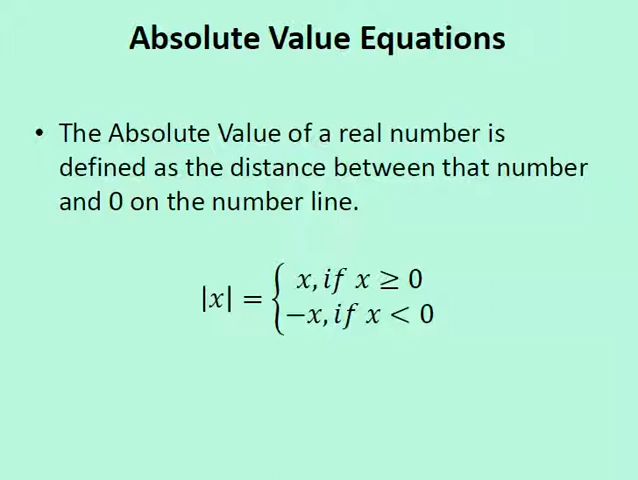 Absolute Value Equations
• The Absolute Value of a real number is
defined as the distance between that number
and 0 on the number line.
|x| = { x, if x ≥ 0
−x, if x < 0